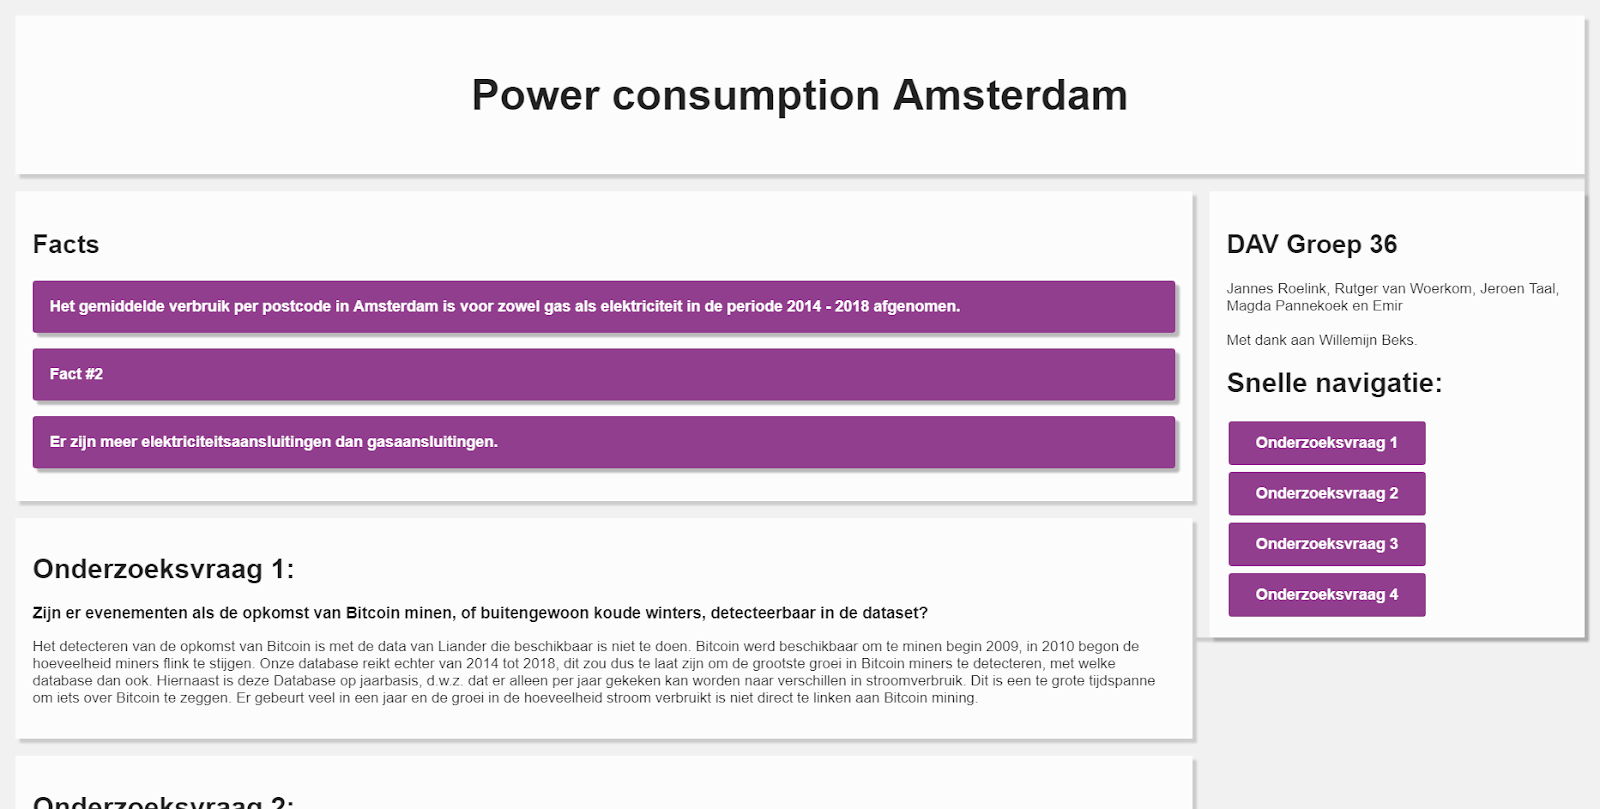 Power consumption Amsterdam
Facts
Het gemiddelde verbruik per postcode in Amsterdam is voor zowel gas als elektriciteit in de periode 2014 - 2018 afgenomen.
Fact #2
Er zijn meer elektriciteitsaansluitingen dan gasaansluitingen.
Onderzoeksvraag 1:
Zijn er evenementen als de opkomst van Bitcoin minen, of buitengewoon koude winters, detecteerbaar in de dataset?
Het detecteren van de opkomst van Bitcoin is met de data van Liander die beschikbaar is niet te doen. Bitcoin werd beschikbaar om te minen begin 2009, in 2010 begon de
hoeveelheid miners flink te stijgen. Onze database reikt echter van 2014 tot 2018, dit zou dus te laat zijn om de grootste groei in Bitcoin miners te detecteren, met welke
database dan ook. Hiernaast is deze Database op jaarbasis, d.w.z. dat er alleen per jaar gekeken kan worden naar verschillen in stroomverbruik. Dit is een te grote tijdspanne
om iets over Bitcoin te zeggen. Er gebeurt veel in een jaar en de groei in de hoeveelheid stroom verbruikt is niet direct te linken aan Bitcoin mining.
Onderzoeksvraag 2:
DAV Groep 36
Jannes Roelink, Rutger van Woerkom, Jeroen Taal,
Magda Pannekoek en Emir
Met dank aan Willemijn Beks.
Snelle navigatie:
Onderzoeksvraag 1
Onderzoeksvraag 2
Onderzoeksvraag 3
Onderzoeksvraag 4